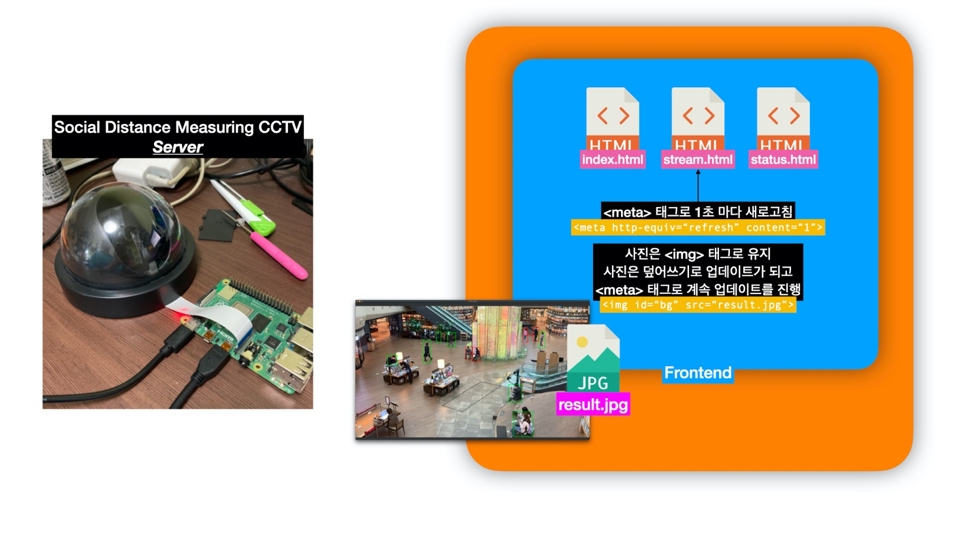 Social Distance Measuring CCTV
Server
HTML
HTML
HTML
index.html
stream.html
status.html
<meta> 태그로 1초 마다 새로고침
<meta http-equiv="refresh" content="1">
사진은 <img> 태그로 유지
사진은 덮어쓰기로 업데이트가 되고
<meta> 태그로 계속 업데이트를 진행
<img id="bg" src="result.jpg">
Frontend
JPG
result.jpg